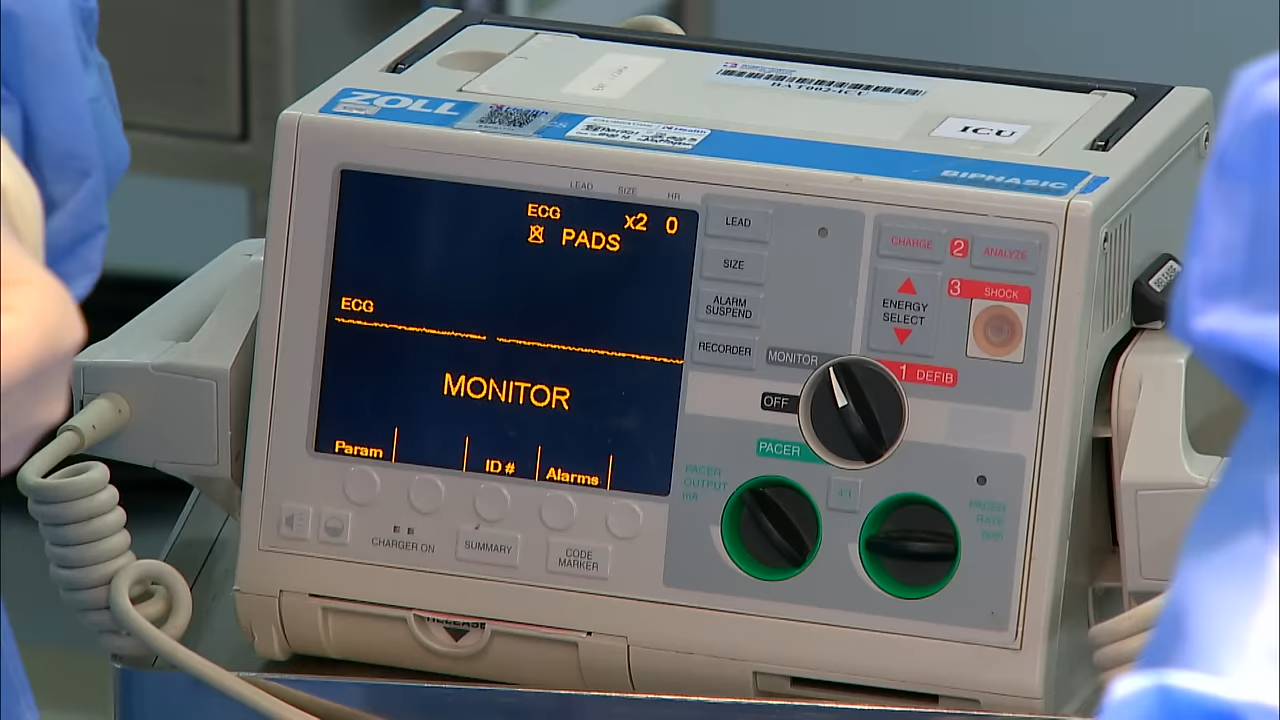 ZOLL
ICU
BIPHASIC
LEAD SIZE HR
ECG x2 0
PADS
ECG
MONITOR
Param
ID #
Alarms
LEAD
SIZE
ALARM
SUSPEND
RECORDER
CHARGE 2 ANALYZE
3 SHOCK
ENERGY
SELECT
MONITOR
1 DEFIB
OFF
PACER
PACER
OUTPUT
mA
4:1
PACER
RATE
ppm
CHARGER ON
SUMMARY
CODE
MARKER
RELEASE